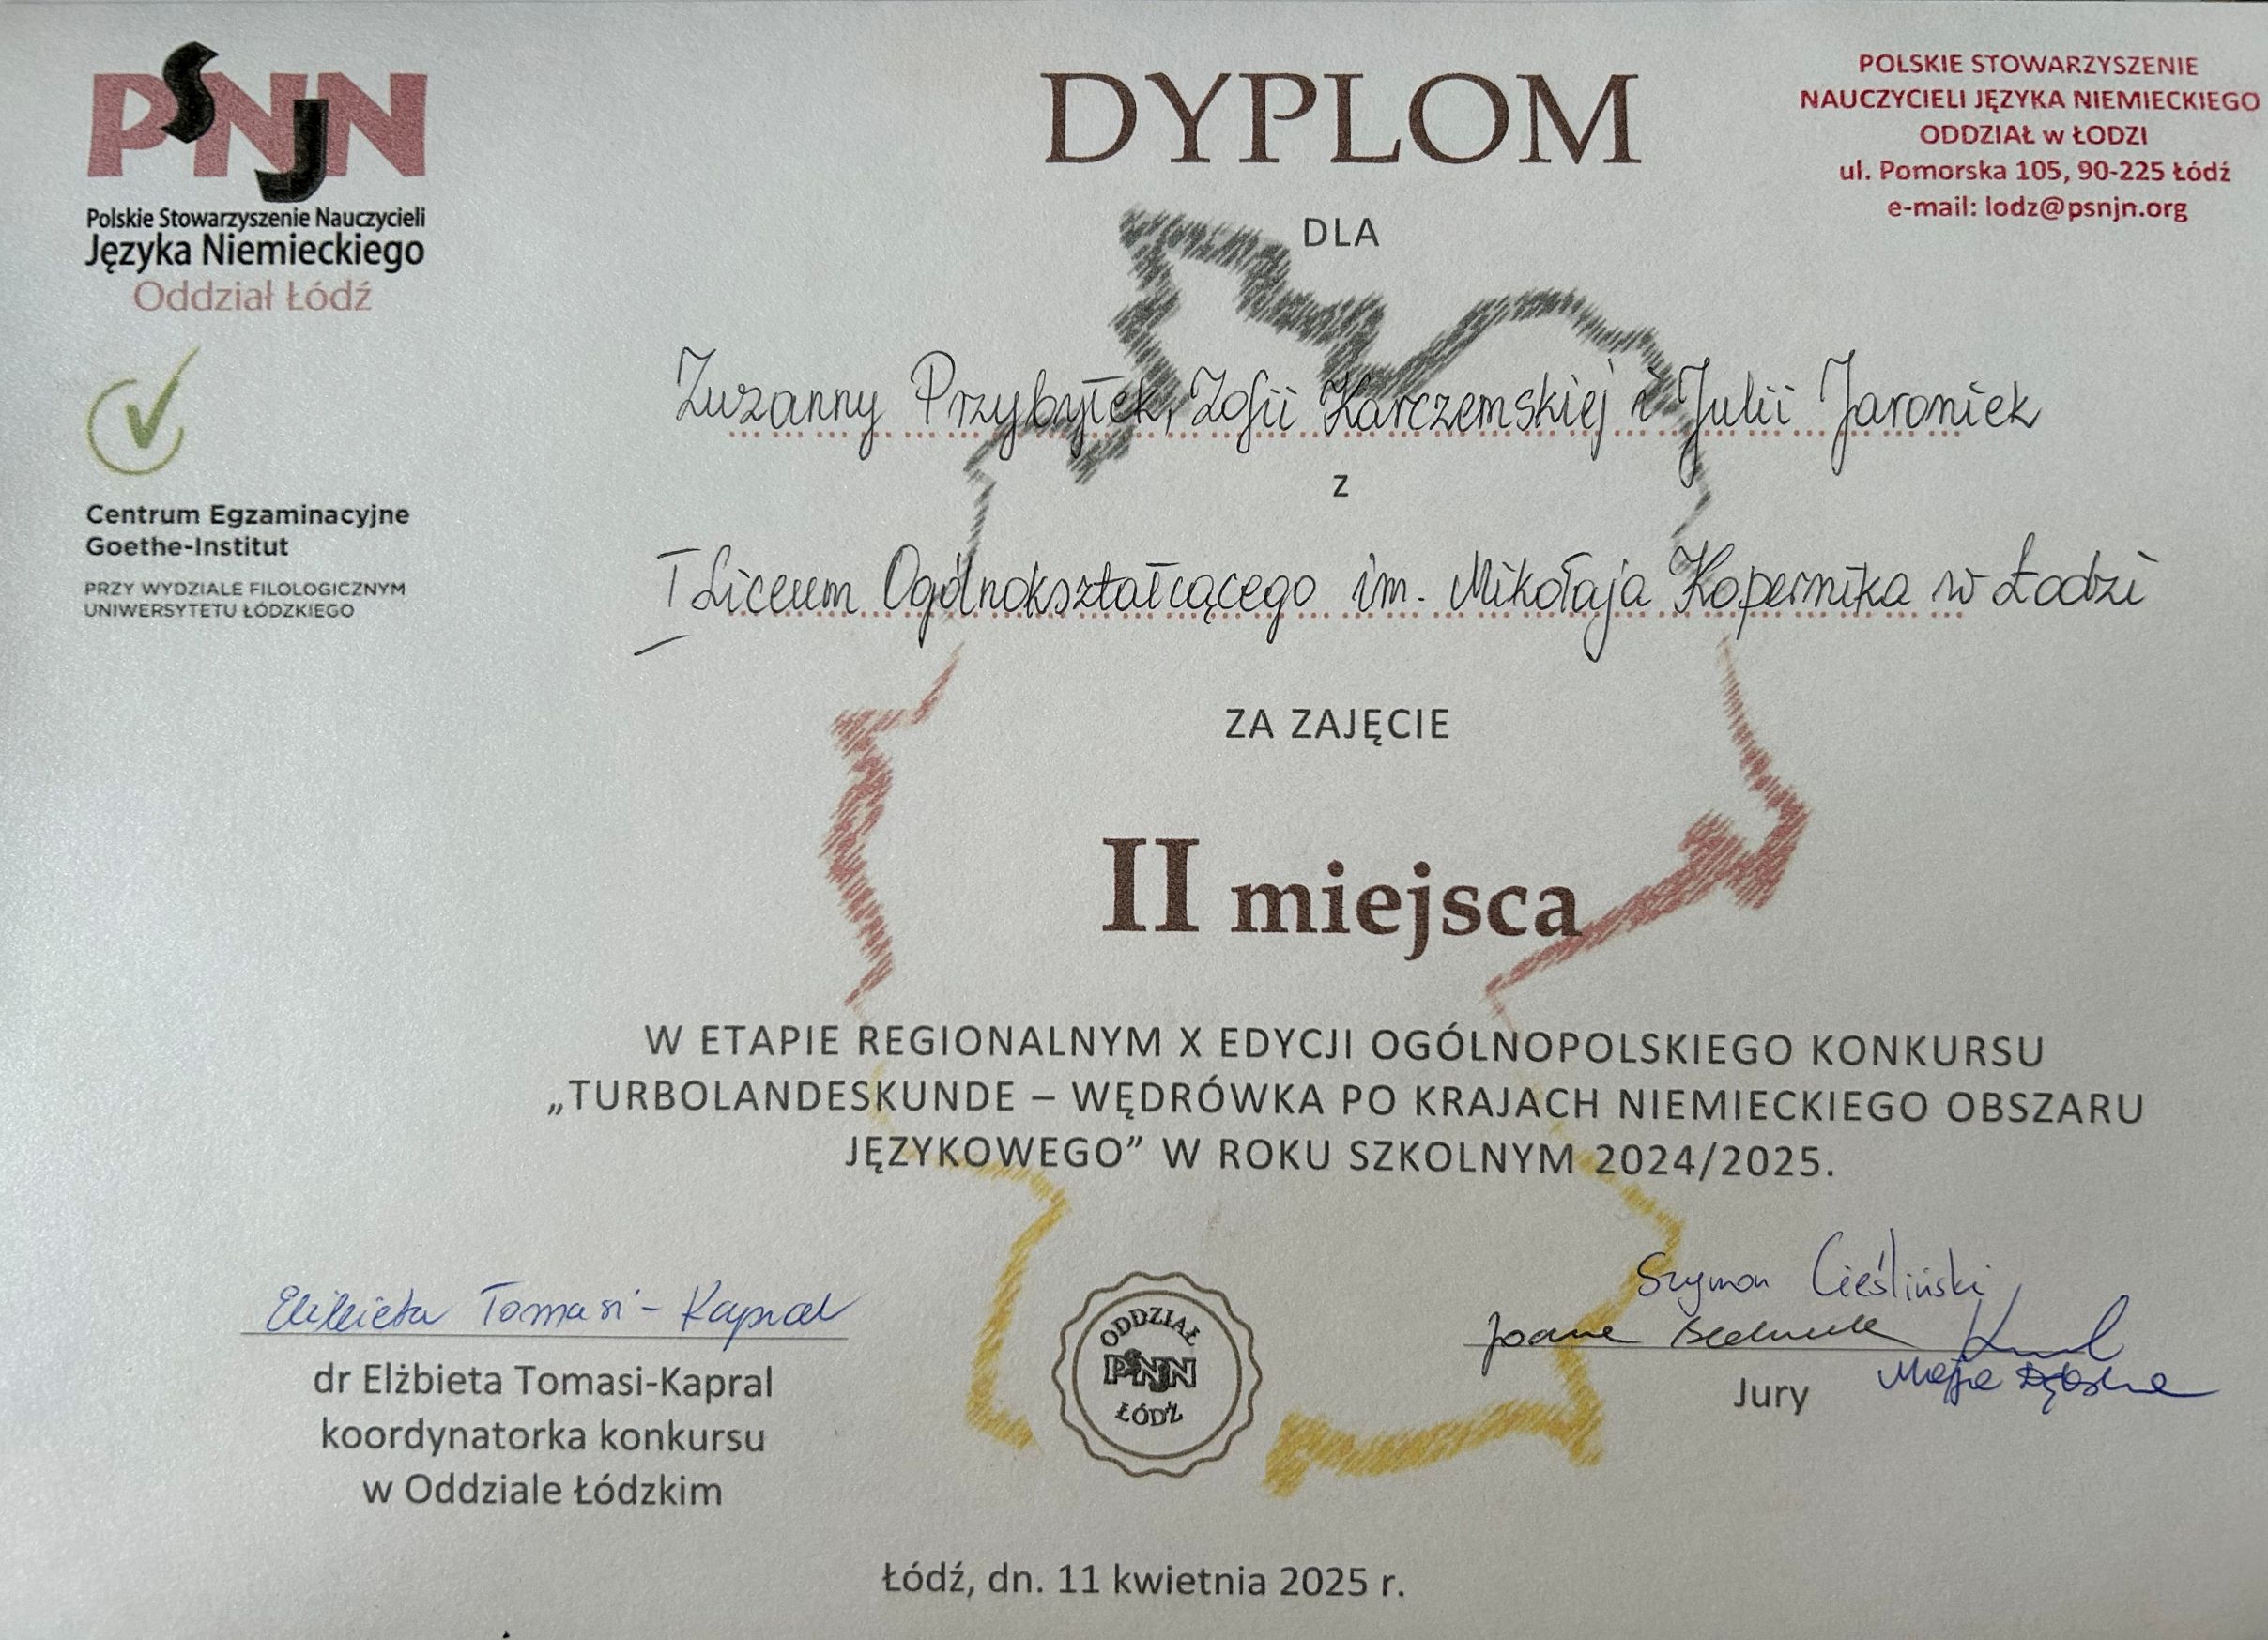 PSNJN
Polskie Stowarzyszenie Nauczycieli
Języka Niemieckiego
Oddział Łódź
Centrum Egzaminacyjne
Goethe-Institut
PRZY WYDZIALE FILOLOGICZNYM
UNIWERSYTETU ŁÓDZKIEGO
POLSKIE STOWARZYSZENIE
NAUCZYCIELI JĘZYKA NIEMIECKIEGO
ODDZIAŁ w ŁODZI
ul. Pomorska 105, 90-225 Łódź
e-mail: lodz@psnjn.org
DYPLOM
DLA
Zuzanny Przybyłek, Zofii Karczemskiej i Julii Jaroniek
z
I Liceum Ogólnokształcącego im. Mikołaja Kopernika w Łodzi
ZA ZAJĘCIE
II miejsca
W ETAPIE REGIONALNYM X EDYCJI OGÓLNOPOLSKIEGO KONKURSU
„TURBOLANDESKUNDE – WĘDRÓWKA PO KRAJACH NIEMIECKIEGO OBSZARU
JĘZYKOWEGO” W ROKU SZKOLNYM 2024/2025.
Elżbieta Tomasi-Kapral
dr Elżbieta Tomasi-Kapral
koordynatorka konkursu
w Oddziale Łódzkim
ODDZIAŁ
PSNJN
ŁÓDŹ
Szymon Cieśliński
Jury
Łódź, dn. 11 kwietnia 2025 r.